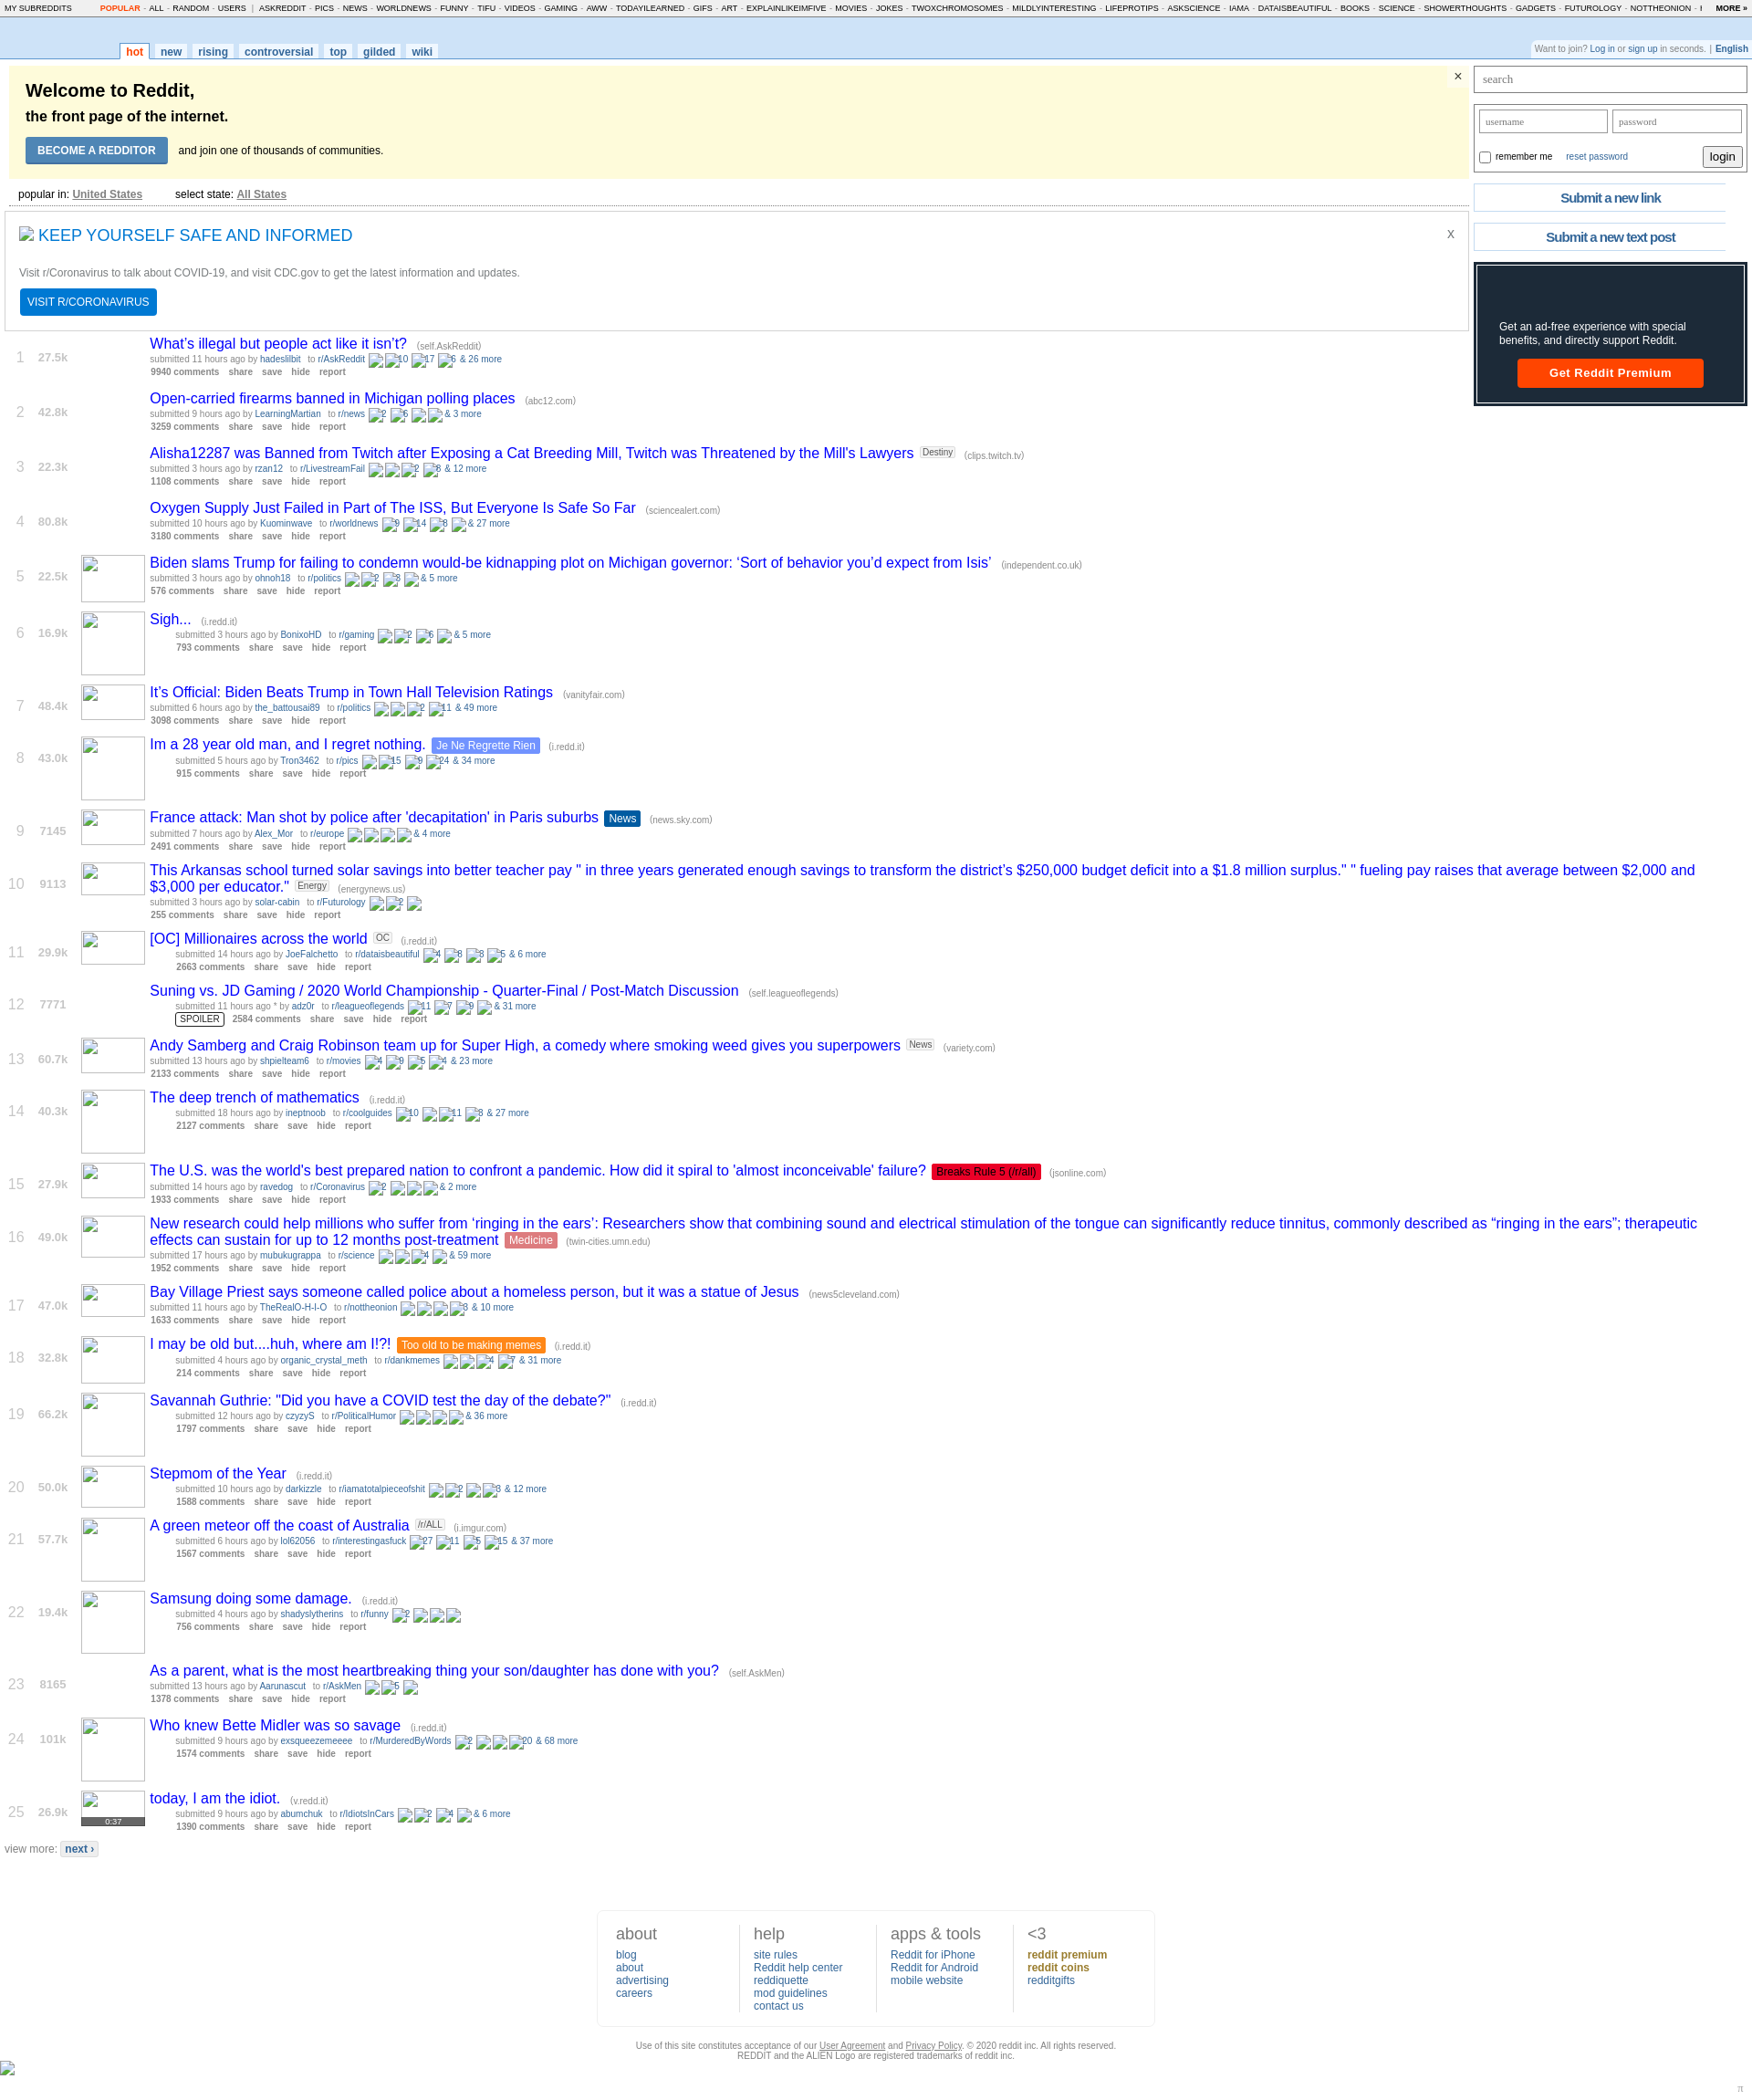 MY SUBREDDITS POPULAR - ALL - RANDOM - USERS | ASKREDDIT - PICS - NEWS - WORLDNEWS - FUNNY - TIFU - VIDEOS - GAMING - AWW - TODAYILEARNED - GIFS - ART - EXPLAINLIKEIMFIVE - MOVIES - JOKES - TWOXCHROMOSOMES - MILDLYINTERESTING - LIFEPROTIPS - ASKSCIENCE - IAMA - DATAISBEAUTIFUL - BOOKS - SCIENCE - SHOWERTHOUGHTS - GADGETS - FUTUROLOGY - NOTTHEONION - MORE »
hot new rising controversial top gilded wiki
Want to join? Log in or sign up in seconds. | English
Welcome to Reddit,
the front page of the internet.
BECOME A REDDITOR and join one of thousands of communities.
×
popular in: United States select state: All States
KEEP YOURSELF SAFE AND INFORMED
x
Visit r/Coronavirus to talk about COVID-19, and visit CDC.gov to get the latest information and updates.
VISIT R/CORONAVIRUS
search
username password
remember me reset password login
Submit a new link
Submit a new text post
Get an ad-free experience with special
benefits, and directly support Reddit.
Get Reddit Premium
1 27.5k What's illegal but people act like it isn't? (self.AskReddit)
submitted 11 hours ago by hadeslilbit to r/AskReddit 10 17 6 & 26 more
9940 comments share save hide report
2 42.8k Open-carried firearms banned in Michigan polling places (abc12.com)
submitted 9 hours ago by LearningMartian to r/news 2 6 & 3 more
3259 comments share save hide report
3 22.3k Alisha12287 was Banned from Twitch after Exposing a Cat Breeding Mill, Twitch was Threatened by the Mill's Lawyers Destiny (clips.twitch.tv)
submitted 3 hours ago by rzan12 to r/LivestreamFail 2 8 & 12 more
1108 comments share save hide report
4 80.8k Oxygen Supply Just Failed in Part of The ISS, But Everyone Is Safe So Far (sciencealert.com)
submitted 10 hours ago by Kuominwave to r/worldnews 9 14 8 & 27 more
3180 comments share save hide report
5 22.5k Biden slams Trump for failing to condemn would-be kidnapping plot on Michigan governor: ‘Sort of behavior you’d expect from Isis’ (independent.co.uk)
submitted 3 hours ago by ohnoh18 to r/politics 2 3 & 5 more
576 comments share save hide report
6 16.9k Sigh... (i.redd.it)
submitted 3 hours ago by BonixoHD to r/gaming 2 6 & 5 more
793 comments share save hide report
7 48.4k It’s Official: Biden Beats Trump in Town Hall Television Ratings (vanityfair.com)
submitted 6 hours ago by the_battousai89 to r/politics 2 11 & 49 more
3098 comments share save hide report
8 43.0k Im a 28 year old man, and I regret nothing. Je Ne Regrette Rien (i.redd.it)
submitted 5 hours ago by Tron3462 to r/pics 15 9 24 & 34 more
915 comments share save hide report
9 7145 France attack: Man shot by police after 'decapitation' in Paris suburbs News (news.sky.com)
submitted 7 hours ago by Alex_Mor to r/europe & 4 more
2491 comments share save hide report
10 9113 This Arkansas school turned solar savings into better teacher pay " in three years generated enough savings to transform the district’s $250,000 budget deficit into a $1.8 million surplus." " fueling pay raises that average between $2,000 and
$3,000 per educator." Energy (energynews.us)
submitted 3 hours ago by solar-cabin to r/Futurology 2
255 comments share save hide report
11 29.9k [OC] Millionaires across the world OC (i.redd.it)
submitted 14 hours ago by JoeFalchetto to r/dataisbeautiful 4 8 3 5 & 6 more
2663 comments share save hide report
12 7771 Suning vs. JD Gaming / 2020 World Championship - Quarter-Final / Post-Match Discussion (self.leagueoflegends)
submitted 11 hours ago * by adz0r to r/leagueoflegends 11 7 9 & 31 more
SPOILER 2584 comments share save hide report
13 60.7k Andy Samberg and Craig Robinson team up for Super High, a comedy where smoking weed gives you superpowers News (variety.com)
submitted 13 hours ago by shpielteam6 to r/movies 4 9 5 4 & 23 more
2133 comments share save hide report
14 40.3k The deep trench of mathematics (i.redd.it)
submitted 18 hours ago by ineptnoob to r/coolguides 10 11 3 & 27 more
2127 comments share save hide report
15 27.9k The U.S. was the world's best prepared nation to confront a pandemic. How did it spiral to 'almost inconceivable' failure? Breaks Rule 5 (/r/all) (jsonline.com)
submitted 14 hours ago by ravedog to r/Coronavirus 2 & 2 more
1933 comments share save hide report
16 49.0k New research could help millions who suffer from ‘ringing in the ears’: Researchers show that combining sound and electrical stimulation of the tongue can significantly reduce tinnitus, commonly described as “ringing in the ears”; therapeutic
effects can sustain for up to 12 months post-treatment Medicine (twin-cities.umn.edu)
submitted 17 hours ago by mubukugrappa to r/science 4 & 59 more
1952 comments share save hide report
17 47.0k Bay Village Priest says someone called police about a homeless person, but it was a statue of Jesus (news5cleveland.com)
submitted 11 hours ago by TheRealO-H-I-O to r/nottheonion 3 & 10 more
1633 comments share save hide report
18 32.8k I may be old but....huh, where am I!?! Too old to be making memes (i.redd.it)
submitted 4 hours ago by organic_crystal_meth to r/dankmemes 4 7 & 31 more
214 comments share save hide report
19 66.2k Savannah Guthrie: "Did you have a COVID test the day of the debate?" (i.redd.it)
submitted 12 hours ago by czyzyS to r/PoliticalHumor & 36 more
1797 comments share save hide report
20 50.0k Stepmom of the Year (i.redd.it)
submitted 10 hours ago by darkizzle to r/iamatotalpieceofshit 2 3 & 12 more
1588 comments share save hide report
21 57.7k A green meteor off the coast of Australia /r/ALL (i.imgur.com)
submitted 6 hours ago by lol62056 to r/interestingasfuck 27 11 5 15 & 37 more
1567 comments share save hide report
22 19.4k Samsung doing some damage. (i.redd.it)
submitted 4 hours ago by shadyslytherins to r/funny 2
756 comments share save hide report
23 8165 As a parent, what is the most heartbreaking thing your son/daughter has done with you? (self.AskMen)
submitted 13 hours ago by Aarunascut to r/AskMen 5
1378 comments share save hide report
24 101k Who knew Bette Midler was so savage (i.redd.it)
submitted 9 hours ago by exsqueezemeeee to r/MurderedByWords 2 20 & 68 more
1574 comments share save hide report
25 26.9k today, I am the idiot. (v.redd.it)
submitted 9 hours ago by abumchuk to r/IdiotsInCars 2 4 & 6 more
0:37
1390 comments share save hide report
view more: next ›
about
blog
about
advertising
careers
help
site rules
Reddit help center
reddiquette
mod guidelines
contact us
apps & tools
Reddit for iPhone
Reddit for Android
mobile website
<3
reddit premium
reddit coins
redditgifts
Use of this site constitutes acceptance of our User Agreement and Privacy Policy. © 2020 reddit inc. All rights reserved.
REDDIT and the ALIEN Logo are registered trademarks of reddit inc.
π